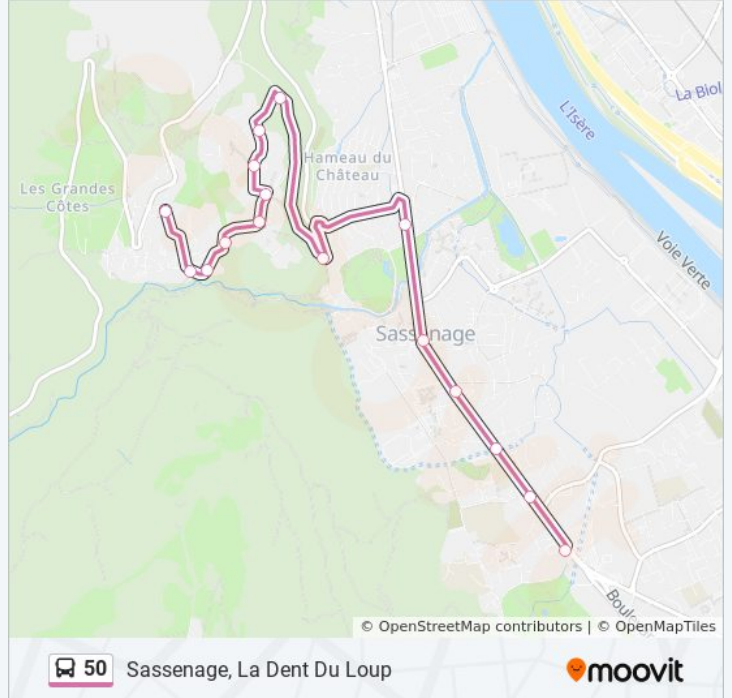 La Biol
L'Isère
Hameau du
Château
Les Grandes
Côtes
Voie Verte
Sassenage
© OpenStreetMap contributors | © OpenMapTiles
50
Sassenage, La Dent Du Loup
moovit